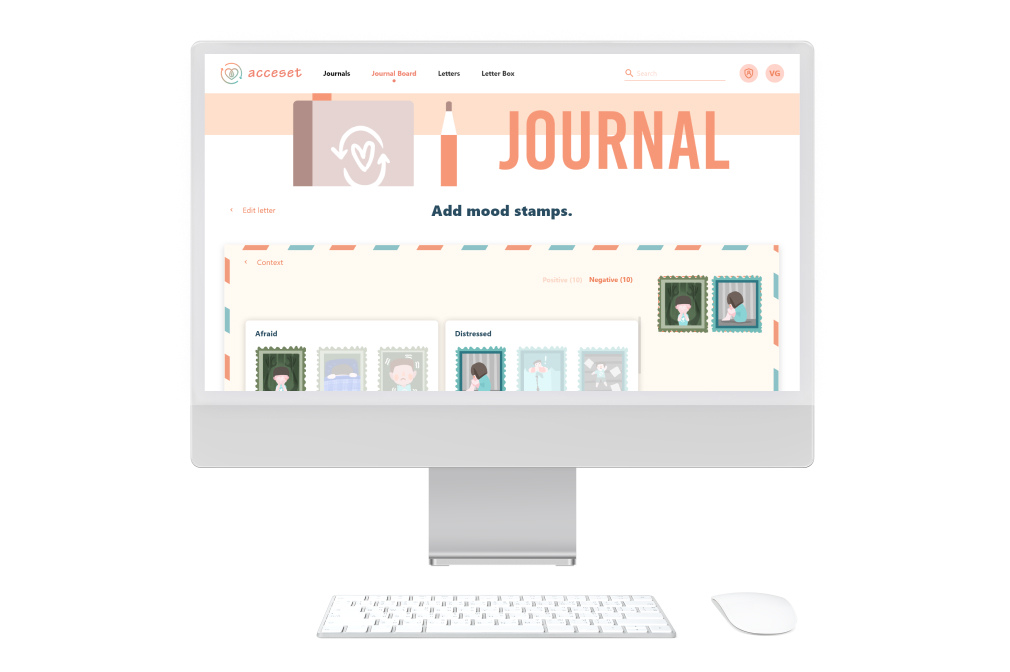 acceset Journals Journal Board Letters Letter Box Search VG
JOURNAL
Edit letter
Add mood stamps.
Context
Positive (10) Negative (10)
Afraid
Distressed